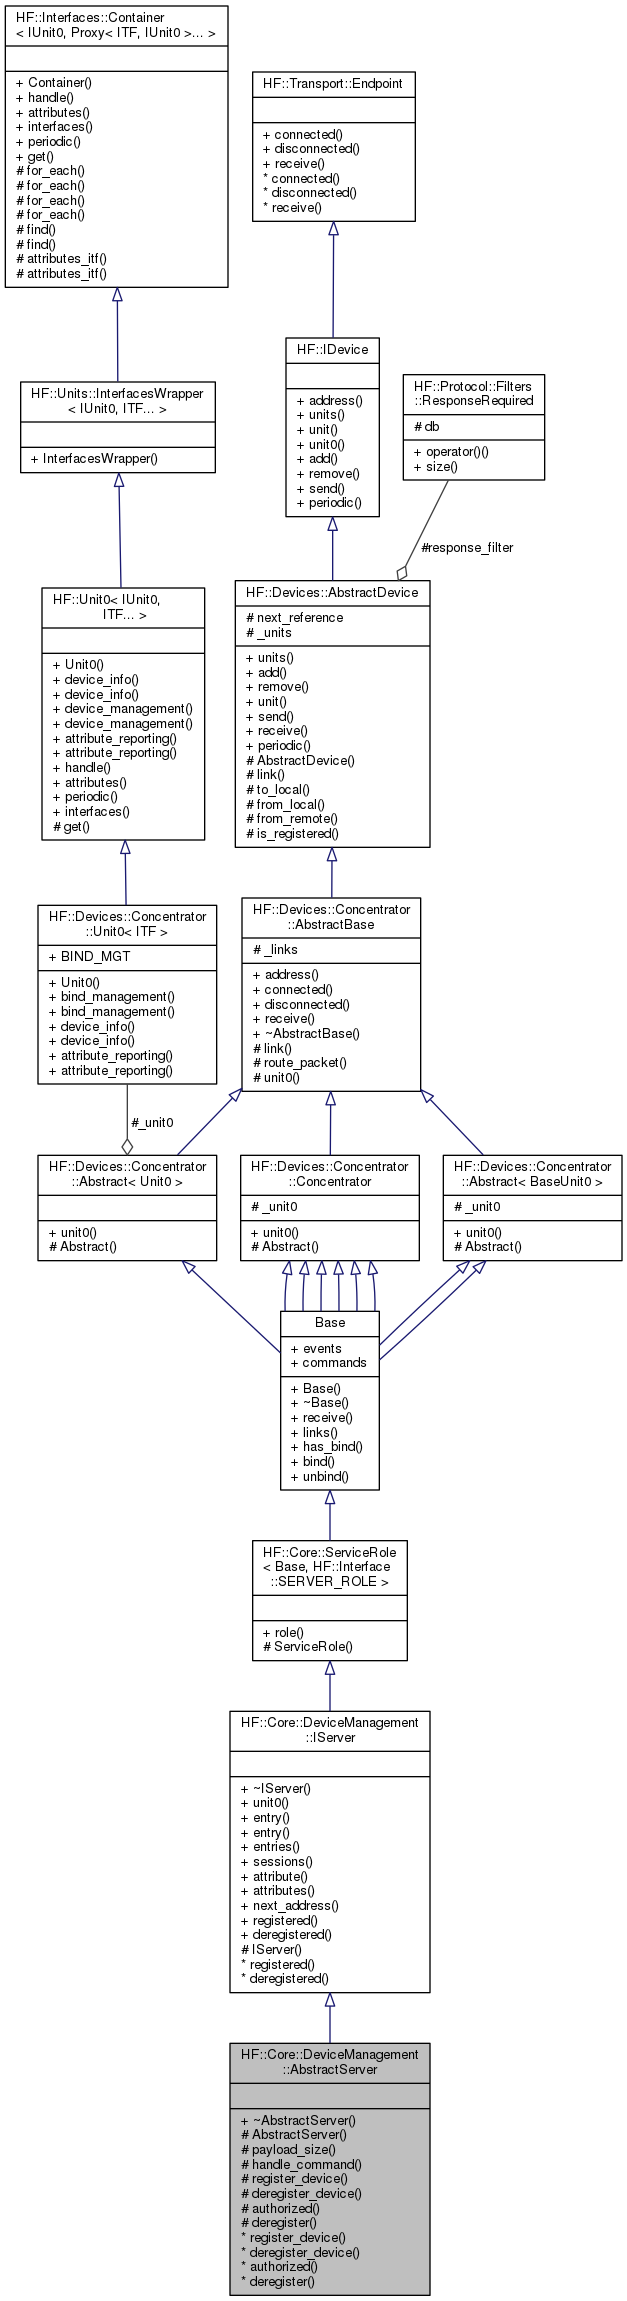 HF::Interfaces::Container
< IUnit0, Proxy< ITF, IUnit0 >... >
+ Container()
+ handle()
+ attributes()
+ interfaces()
+ periodic()
+ get()
# for_each()
# for_each()
# for_each()
# for_each()
# find()
# find()
# attributes_itf()
# attributes_itf()
HF::Transport::Endpoint
+ connected()
+ disconnected()
+ receive()
* connected()
* disconnected()
* receive()
HF::Units::InterfacesWrapper
< IUnit0, ITF... >
+ InterfacesWrapper()
HF::IDevice
+ address()
+ units()
+ unit()
+ unit0()
+ add()
+ remove()
+ send()
+ periodic()
HF::Protocol::Filters
::ResponseRequired
# db
+ operator()()
+ size()
#response_filter
HF::Unit0< IUnit0,
ITF... >
+ Unit0()
+ device_info()
+ device_info()
+ device_management()
+ device_management()
+ attribute_reporting()
+ attribute_reporting()
+ handle()
+ attributes()
+ periodic()
+ interfaces()
# get()
HF::Devices::AbstractDevice
# next_reference
# _units
+ units()
+ add()
+ remove()
+ unit()
+ send()
+ receive()
+ periodic()
# AbstractDevice()
# link()
# to_local()
# from_local()
# from_remote()
# is_registered()
HF::Devices::Concentrator
::Unit0< ITF >
+ BIND_MGT
+ Unit0()
+ bind_management()
+ bind_management()
+ device_info()
+ device_info()
+ attribute_reporting()
+ attribute_reporting()
HF::Devices::Concentrator
::AbstractBase
# _links
+ address()
+ connected()
+ disconnected()
+ receive()
+ ~AbstractBase()
# link()
# route_packet()
# unit0()
#_unit0
HF::Devices::Concentrator
::Abstract< Unit0 >
+ unit0()
# Abstract()
HF::Devices::Concentrator
::Concentrator
# _unit0
+ unit0()
# Abstract()
HF::Devices::Concentrator
::Abstract< BaseUnit0 >
# _unit0
+ unit0()
# Abstract()
Base
+ events
+ commands
+ Base()
+ ~Base()
+ receive()
+ links()
+ has_bind()
+ bind()
+ unbind()
HF::Core::ServiceRole
< Base, HF::Interface
::SERVER_ROLE >
+ role()
# ServiceRole()
HF::Core::DeviceManagement
::IServer
+ ~IServer()
+ unit0()
+ entry()
+ entry()
+ entries()
+ sessions()
+ attribute()
+ attributes()
+ next_address()
+ registered()
+ deregistered()
# IServer()
* registered()
* deregistered()
HF::Core::DeviceManagement
::AbstractServer
+ ~AbstractServer()
# AbstractServer()
# payload_size()
# handle_command()
# register_device()
# deregister_device()
# authorized()
# deregister()
* register_device()
* deregister_device()
* authorized()
* deregister()